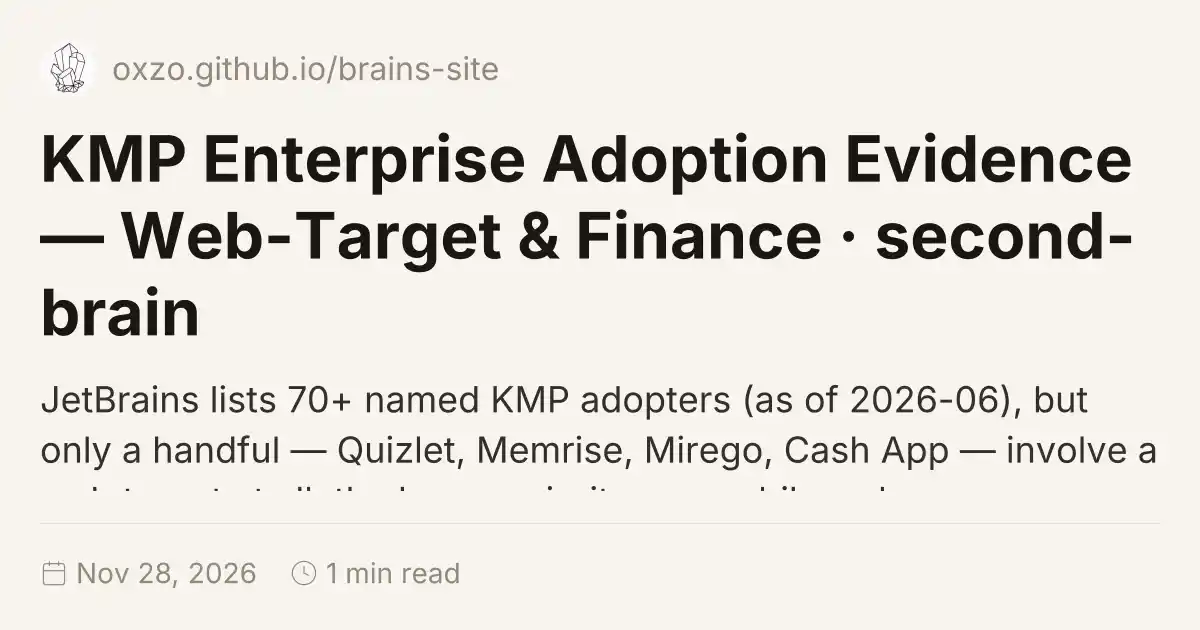 oxzo.github.io/brains-site
KMP Enterprise Adoption Evidence
— Web-Target & Finance · second-
brain
JetBrains lists 70+ named KMP adopters (as of 2026-06), but
only a handful — Quizlet, Memrise, Mirego, Cash App — involve a
Nov 28, 2026
1 min read